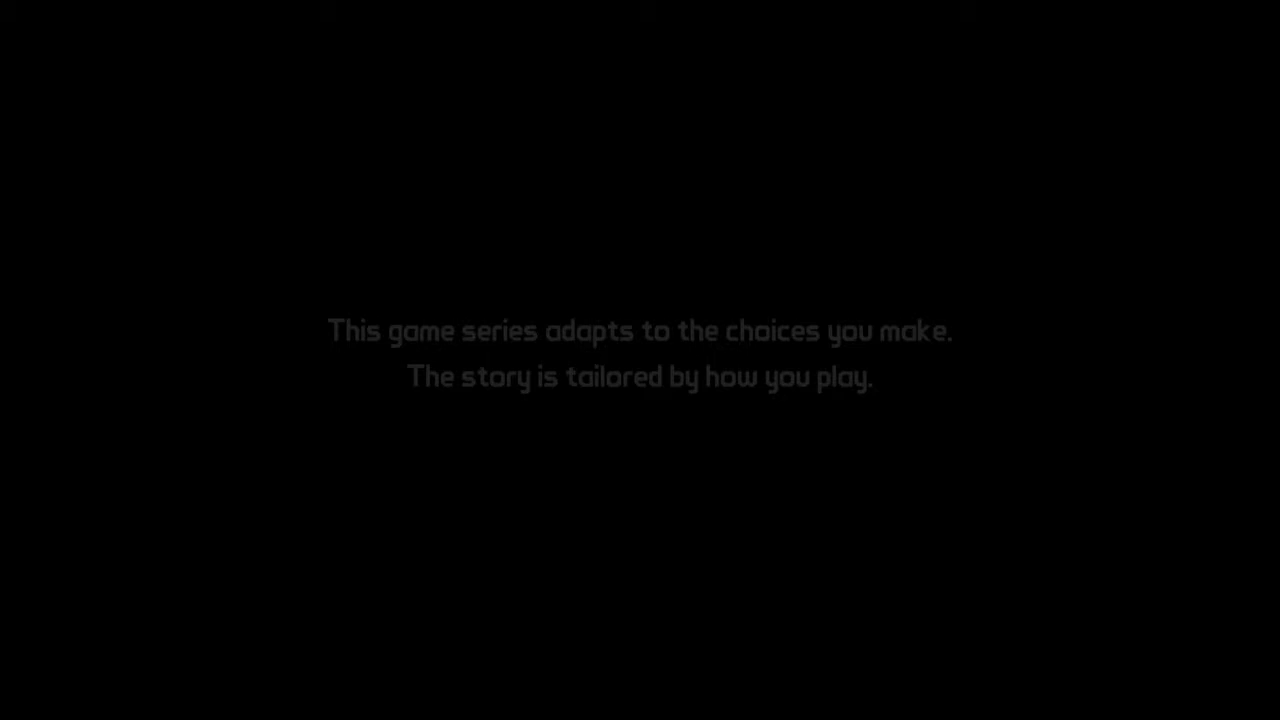 This game series adapts to the choices you make.
The story is tailored by how you play.